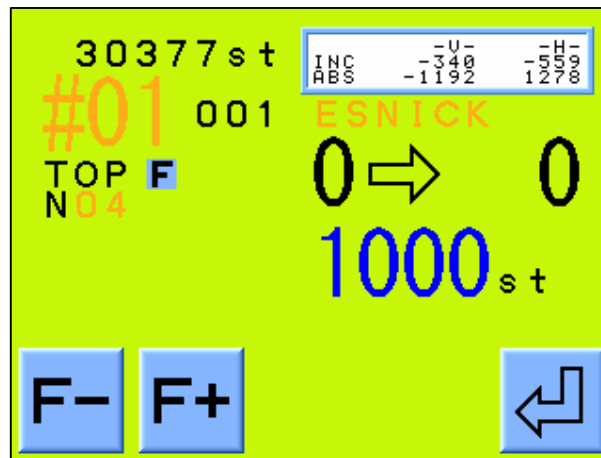 30377st
-V- -H-
INC -340 -559
ABS -1192 1278
#01 001 ESNICK
TOP F 0 0
N04
1000st
F- F+